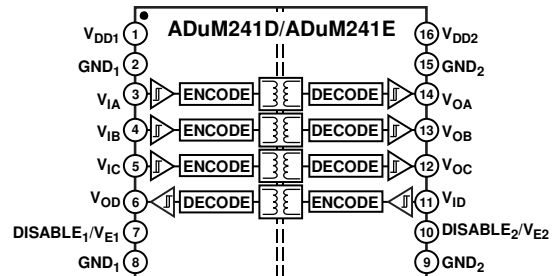 ADuM241D/ADuM241E
VDD1 1 16 VDD2
GND1 2 15 GND2
VIA 3 ENCODE DECODE 14 VOA
VIB 4 ENCODE DECODE 13 VOB
VIC 5 ENCODE DECODE 12 VOC
VOD 6 DECODE ENCODE 11 VID
DISABLE1/VE1 7 10 DISABLE2/VE2
GND1 8 9 GND2